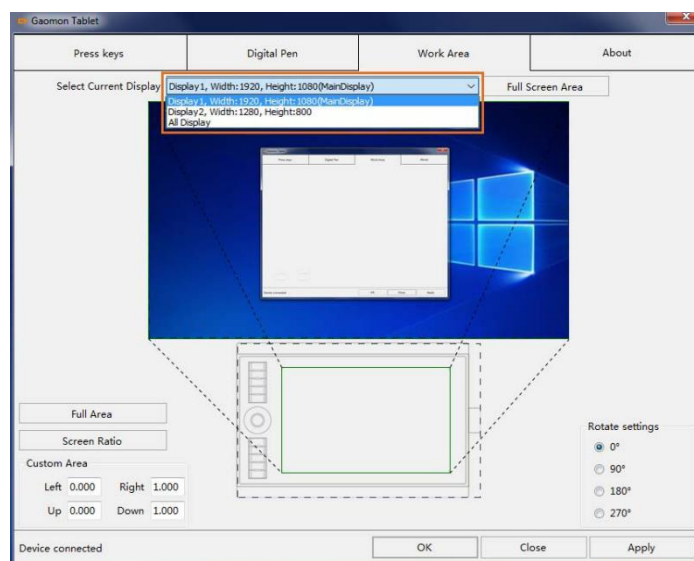 Gaomon Tablet
Press keys
Digital Pen
Work Area
About
Select Current Display
Display1, Width:1920, Height:1080(MainDisplay)
Full Screen Area
Display1, Width:1920, Height:1080(MainDisplay)
Display2, Width:1280, Height:800
All Display
Full Area
Screen Ratio
Custom Area
Left 0.000 Right 1.000
Up 0.000 Down 1.000
Rotate settings
0°
90°
180°
270°
Device connected
OK
Close
Apply